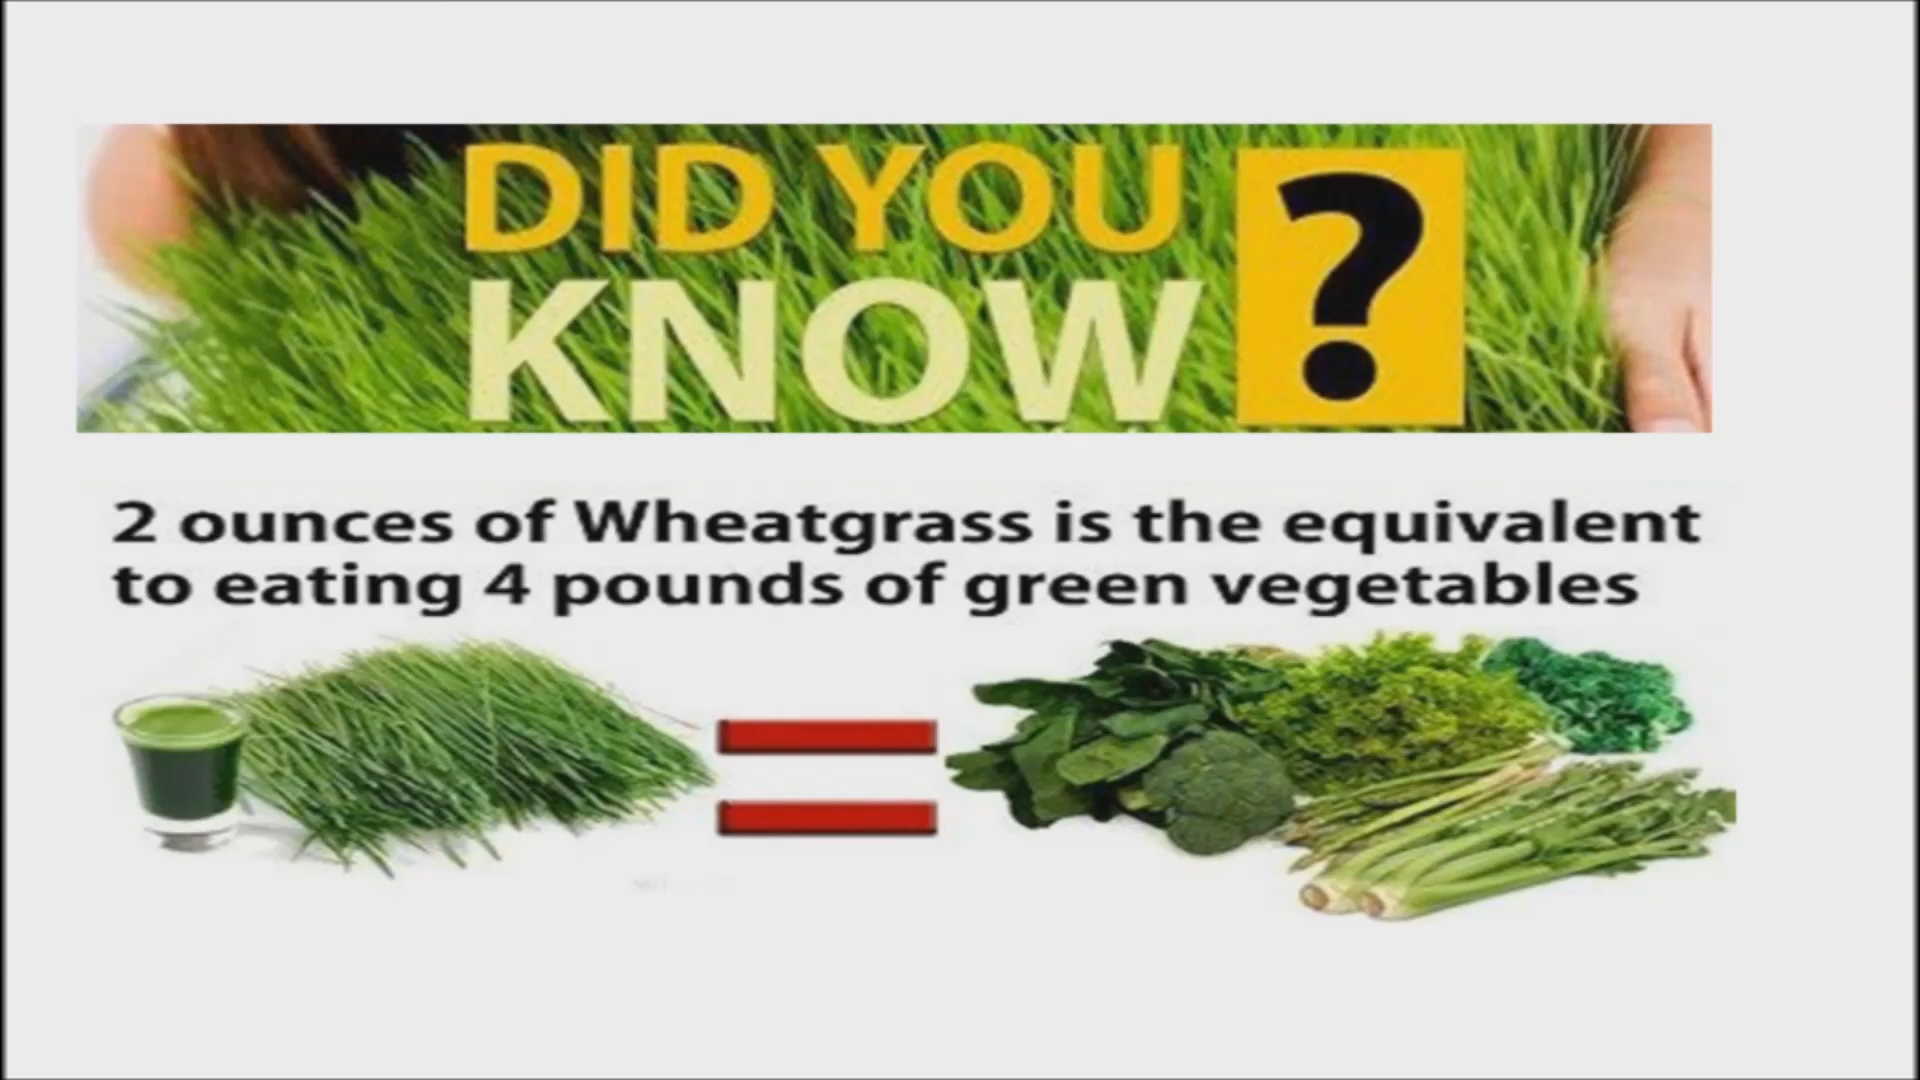 DID YOU
KNOW ?
2 ounces of Wheatgrass is the equivalent
to eating 4 pounds of green vegetables